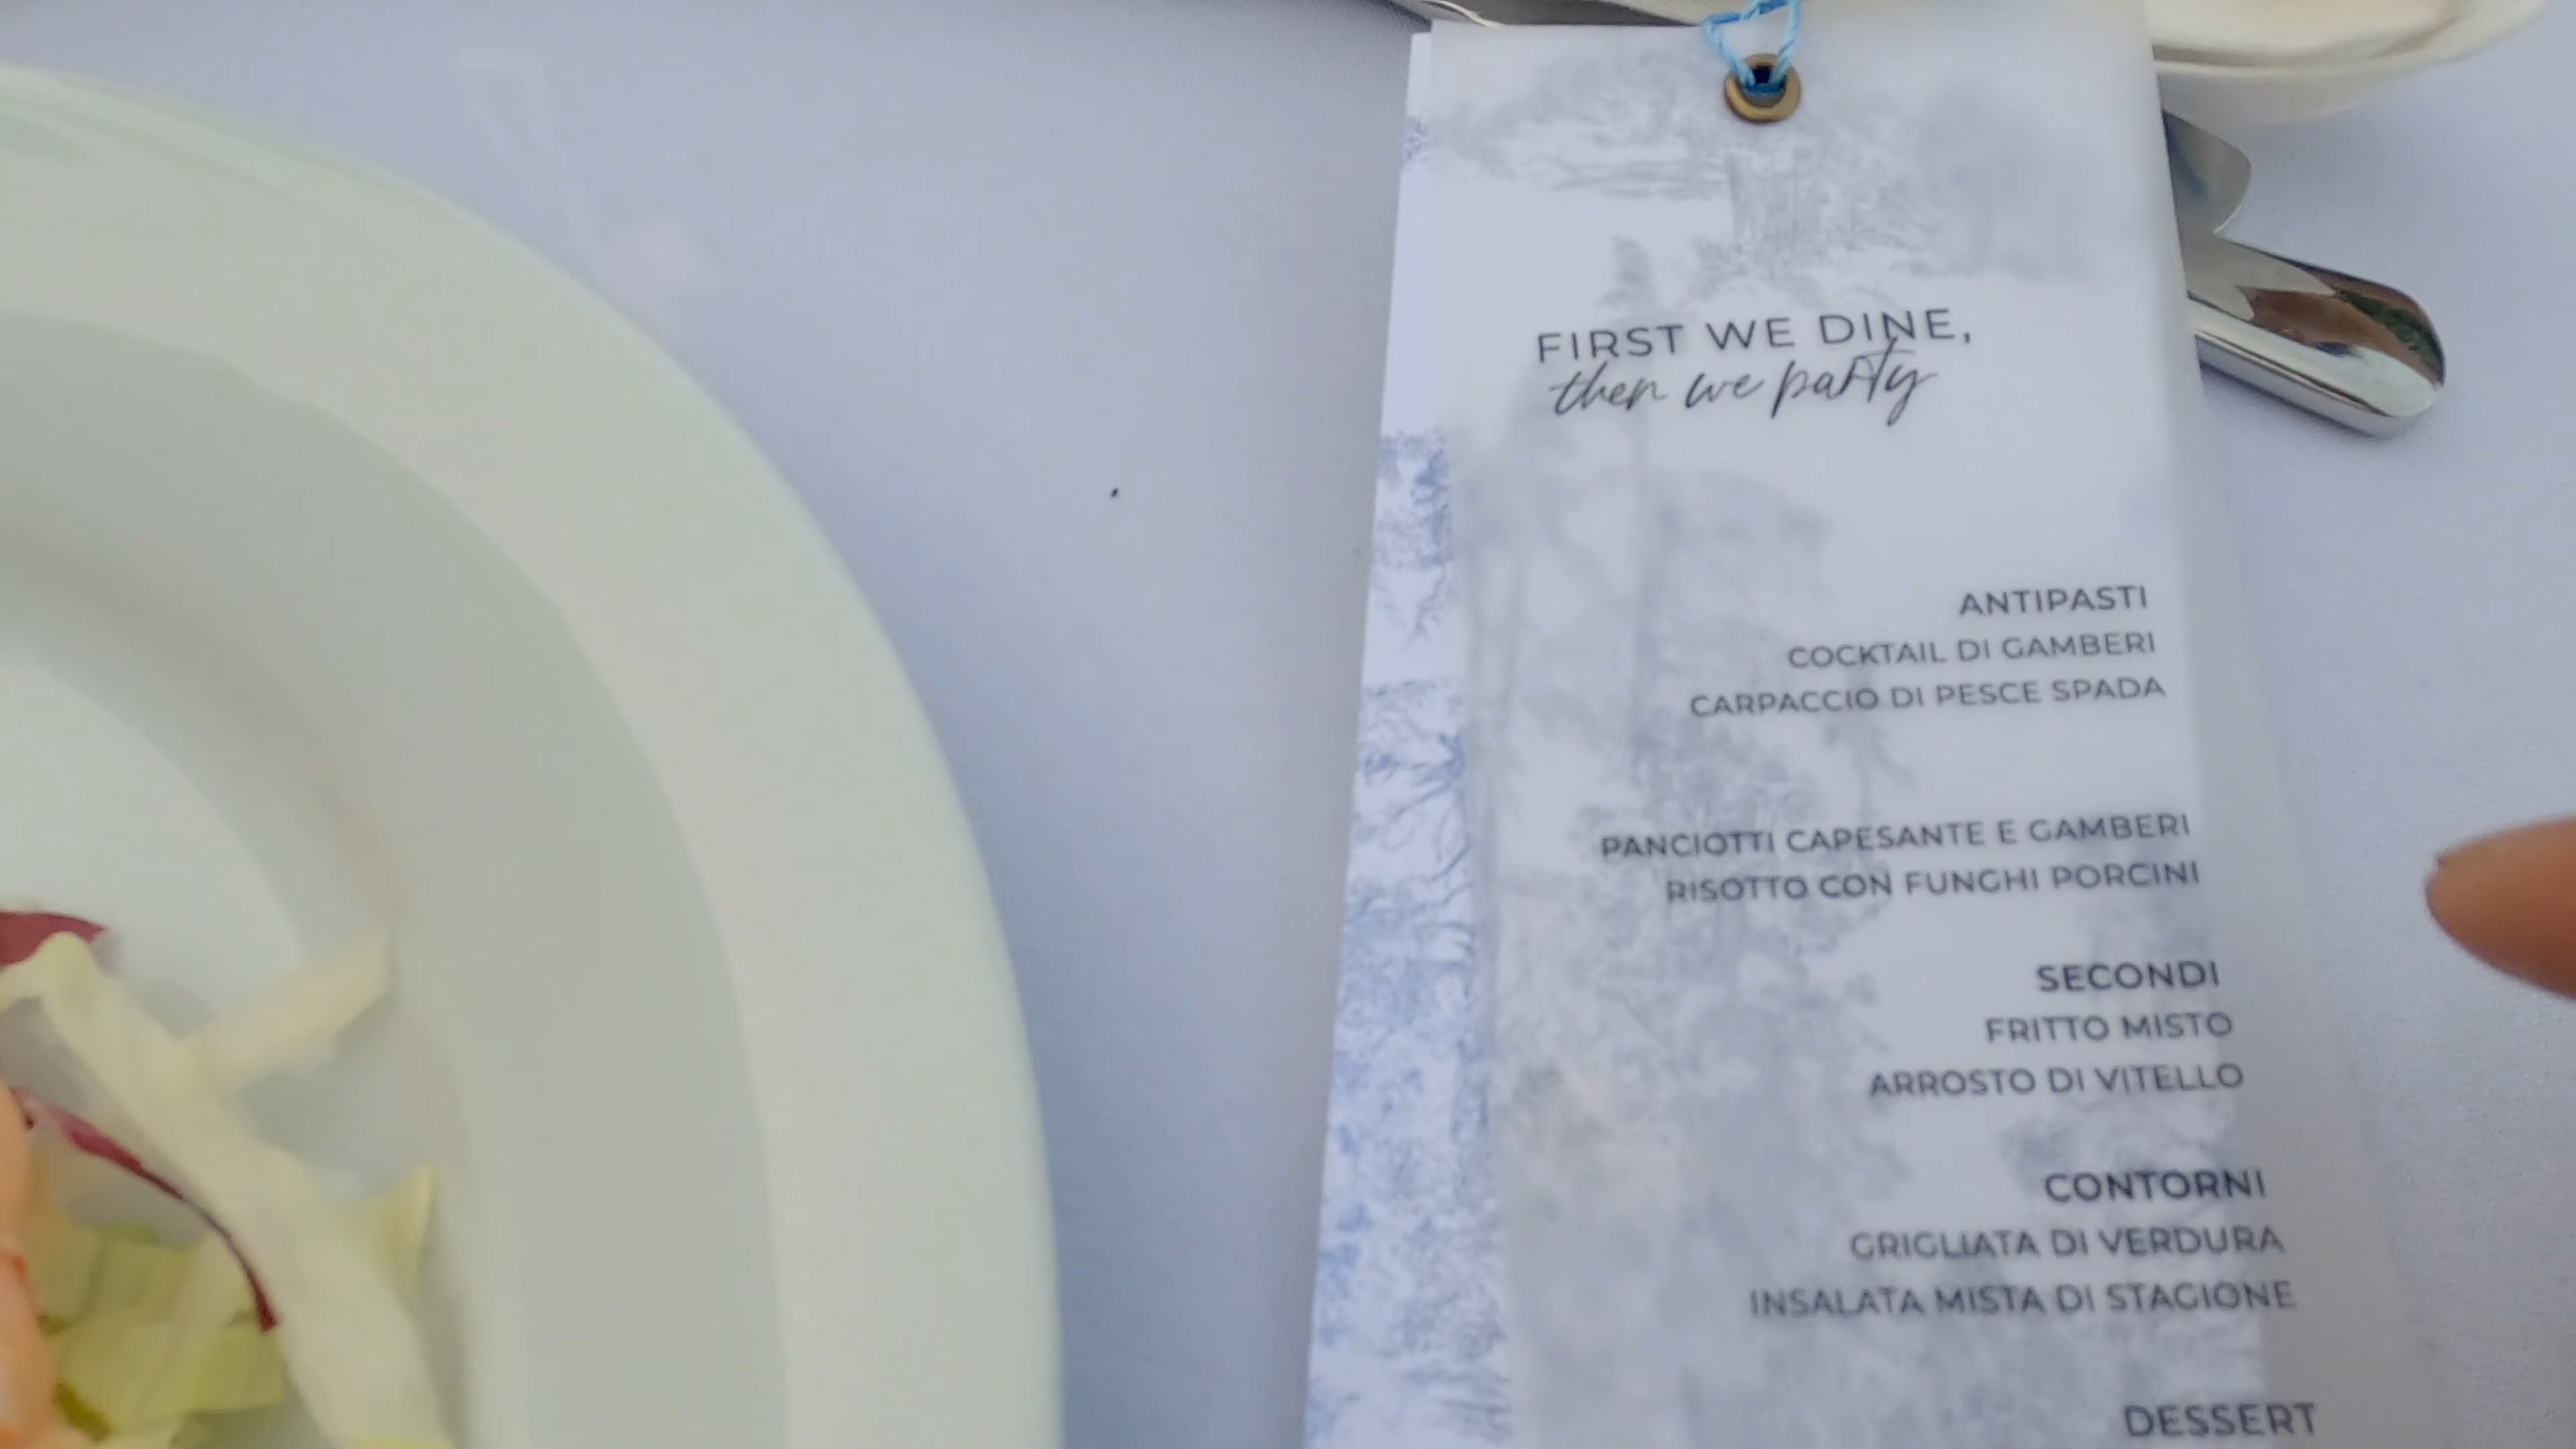 FIRST WE DINE,
then we party
ANTIPASTI
COCKTAIL DI GAMBERI
CARPACCIO DI PESCE SPADA
PANCIOTTI CAPESANTE E GAMBERI
RISOTTO CON FUNGHI PORCINI
SECONDI
FRITTO MISTO
ARROSTO DI VITELLO
CONTORNI
GRIGLIATA DI VERDURA
INSALATA MISTA DI STAGIONE
DESSERT